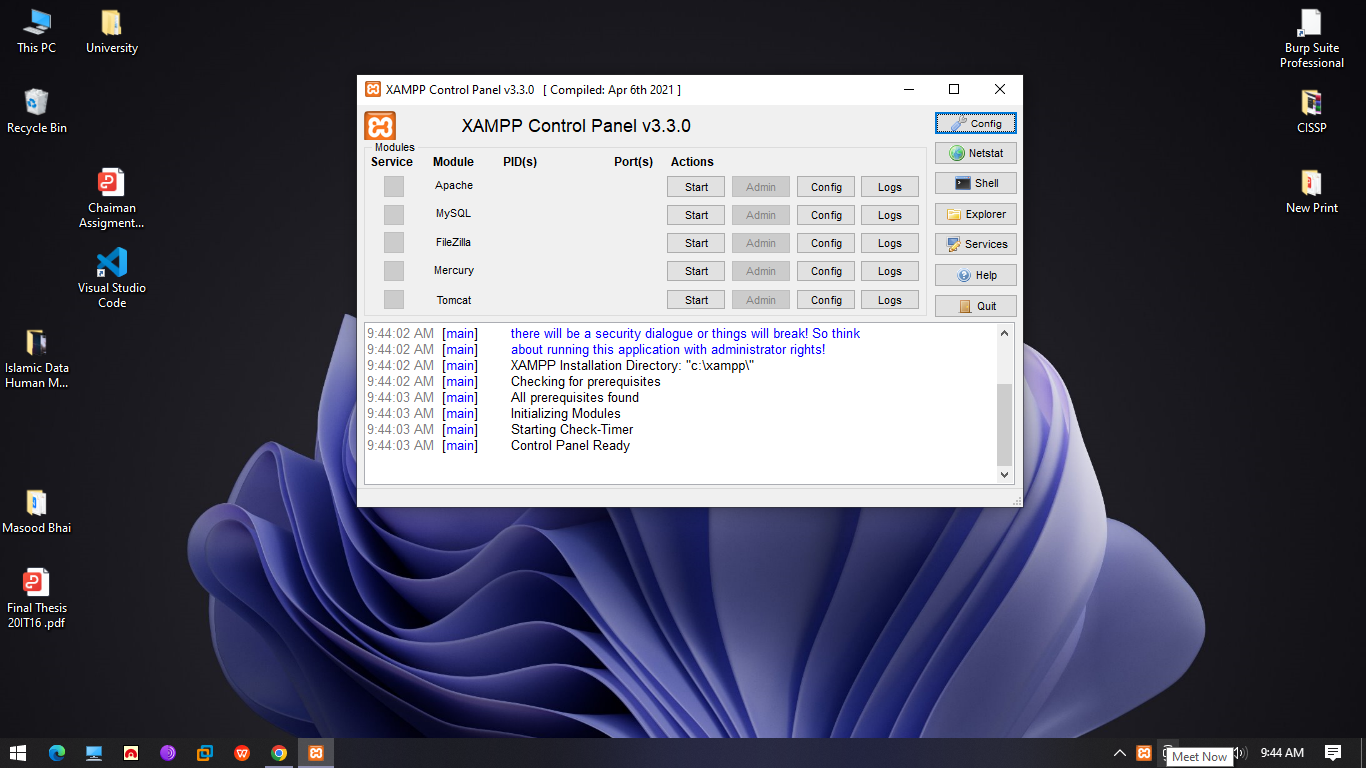 This PC
University
Recycle Bin
Chaiman
Assigment...
Visual Studio
Code
Islamic Data
Human M...
Masood Bhai
Final Thesis
20IT16 .pdf
Burp Suite
Professional
CISSP
New Print
XAMPP Control Panel v3.3.0 [ Compiled: Apr 6th 2021 ]
XAMPP Control Panel v3.3.0
Modules
Service Module PID(s) Port(s) Actions
Apache Start Admin Config Logs
MySQL Start Admin Config Logs
FileZilla Start Admin Config Logs
Mercury Start Admin Config Logs
Tomcat Start Admin Config Logs
Config
Netstat
Shell
Explorer
Services
Help
Quit
9:44:02 AM [main] there will be a security dialogue or things will break! So think
9:44:02 AM [main] about running this application with administrator rights!
9:44:02 AM [main] XAMPP Installation Directory: "c:\xampp\"
9:44:02 AM [main] Checking for prerequisites
9:44:03 AM [main] All prerequisites found
9:44:03 AM [main] Initializing Modules
9:44:03 AM [main] Starting Check-Timer
9:44:03 AM [main] Control Panel Ready
9:44 AM
Meet Now